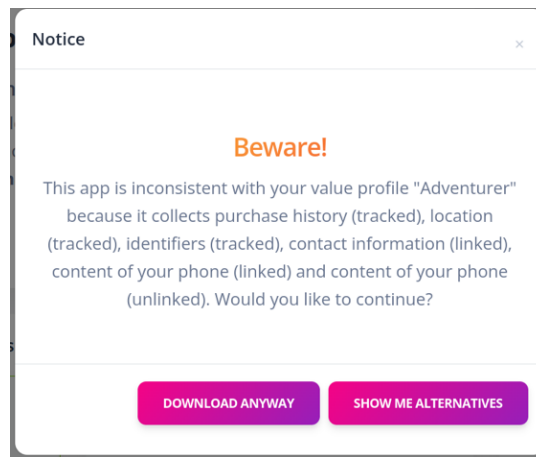 Notice
×
Beware!
This app is inconsistent with your value profile "Adventurer"
because it collects purchase history (tracked), location
(tracked), identifiers (tracked), contact information (linked),
content of your phone (linked) and content of your phone
(unlinked). Would you like to continue?
DOWNLOAD ANYWAY
SHOW ME ALTERNATIVES